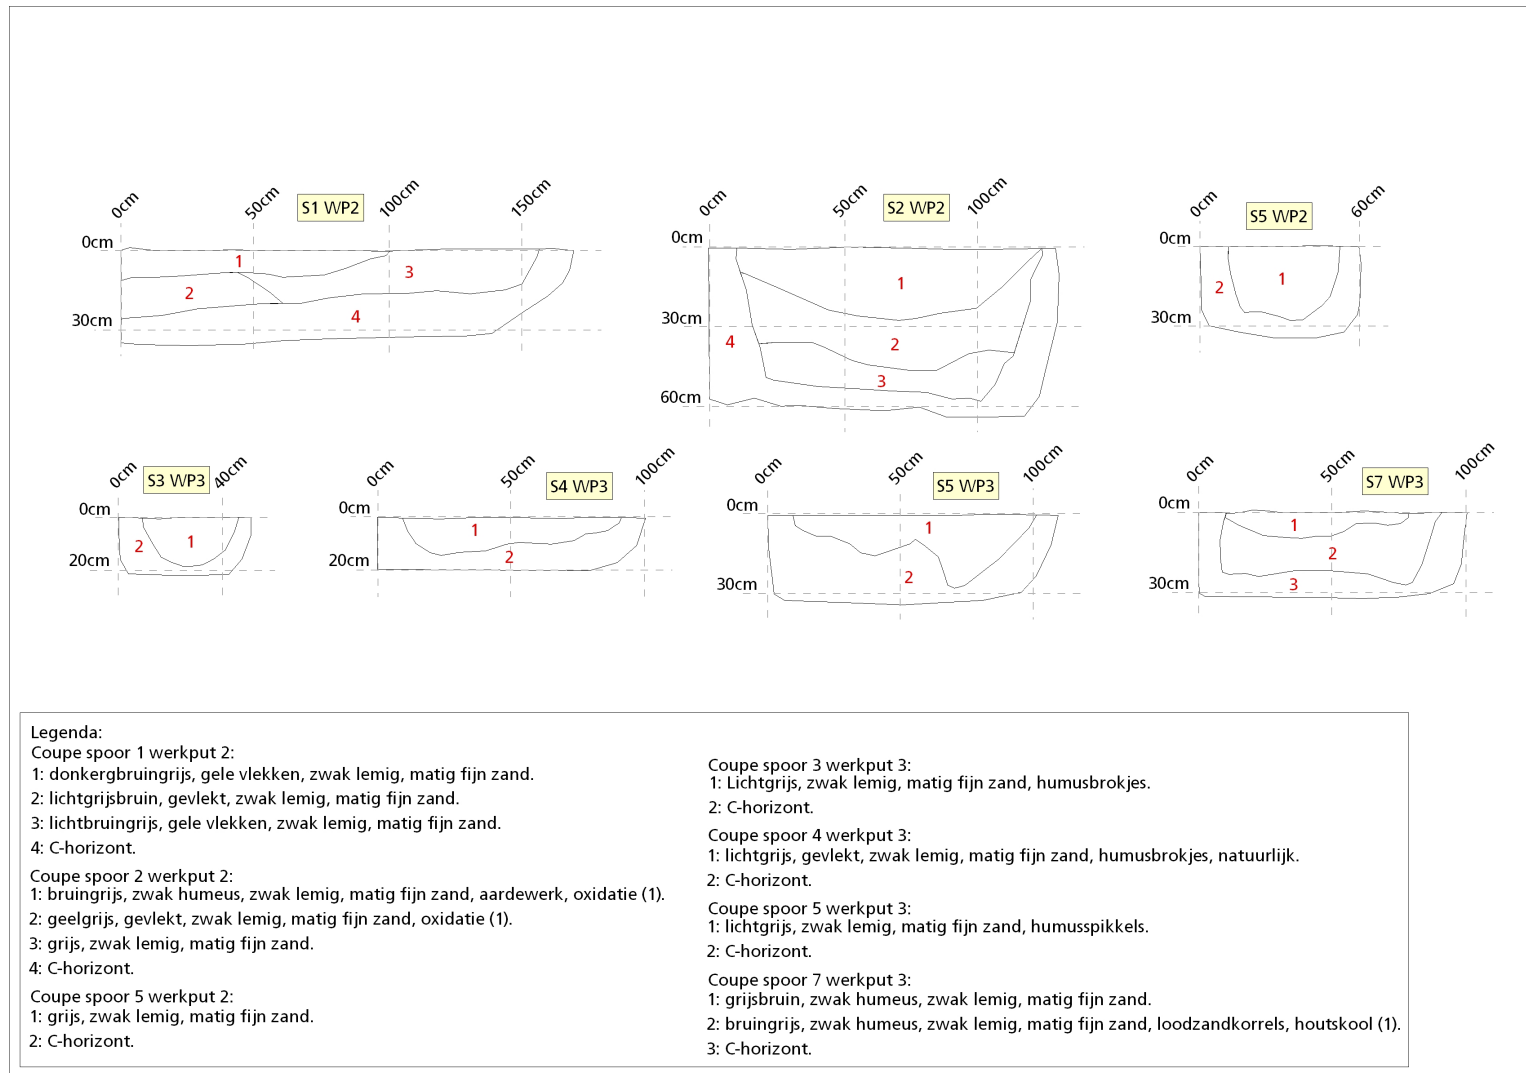 0cm
50cm
S1 WP2
100cm
150cm
0cm
30cm
1
2
3
4
0cm
50cm
S2 WP2
100cm
0cm
30cm
60cm
1
2
3
4
0cm
S5 WP2
60cm
0cm
30cm
1
2
0cm
S3 WP3
40cm
0cm
20cm
1
2
0cm
50cm
S4 WP3
100cm
0cm
20cm
1
2
0cm
50cm
S5 WP3
100cm
0cm
30cm
1
2
0cm
50cm
S7 WP3
100cm
0cm
30cm
1
2
3
Legenda:
Coupe spoor 1 werkput 2:
1: donkergbruingrijs, gele vlekken, zwak lemig, matig fijn zand.
2: lichtgrijsbruin, gevlekt, zwak lemig, matig fijn zand.
3: lichtbruingrijs, gele vlekken, zwak lemig, matig fijn zand.
4: C-horizont.
Coupe spoor 2 werkput 2:
1: bruingrijs, zwak humeus, zwak lemig, matig fijn zand, aardewerk, oxidatie (1).
2: geelgrijs, gevlekt, zwak lemig, matig fijn zand, oxidatie (1).
3: grijs, zwak lemig, matig fijn zand.
4: C-horizont.
Coupe spoor 5 werkput 2:
1: grijs, zwak lemig, matig fijn zand.
2: C-horizont.
Coupe spoor 3 werkput 3:
1: Lichtgrijs, zwak lemig, matig fijn zand, humusbrokjes.
2: C-horizont.
Coupe spoor 4 werkput 3:
1: lichtgrijs, gevlekt, zwak lemig, matig fijn zand, humusbrokjes, natuurlijk.
2: C-horizont.
Coupe spoor 5 werkput 3:
1: lichtgrijs, zwak lemig, matig fijn zand, humusspikkels.
2: C-horizont.
Coupe spoor 7 werkput 3:
1: grijsbruin, zwak humeus, zwak lemig, matig fijn zand.
2: bruingrijs, zwak humeus, zwak lemig, matig fijn zand, loodzandkorrels, houtskool (1).
3: C-horizont.